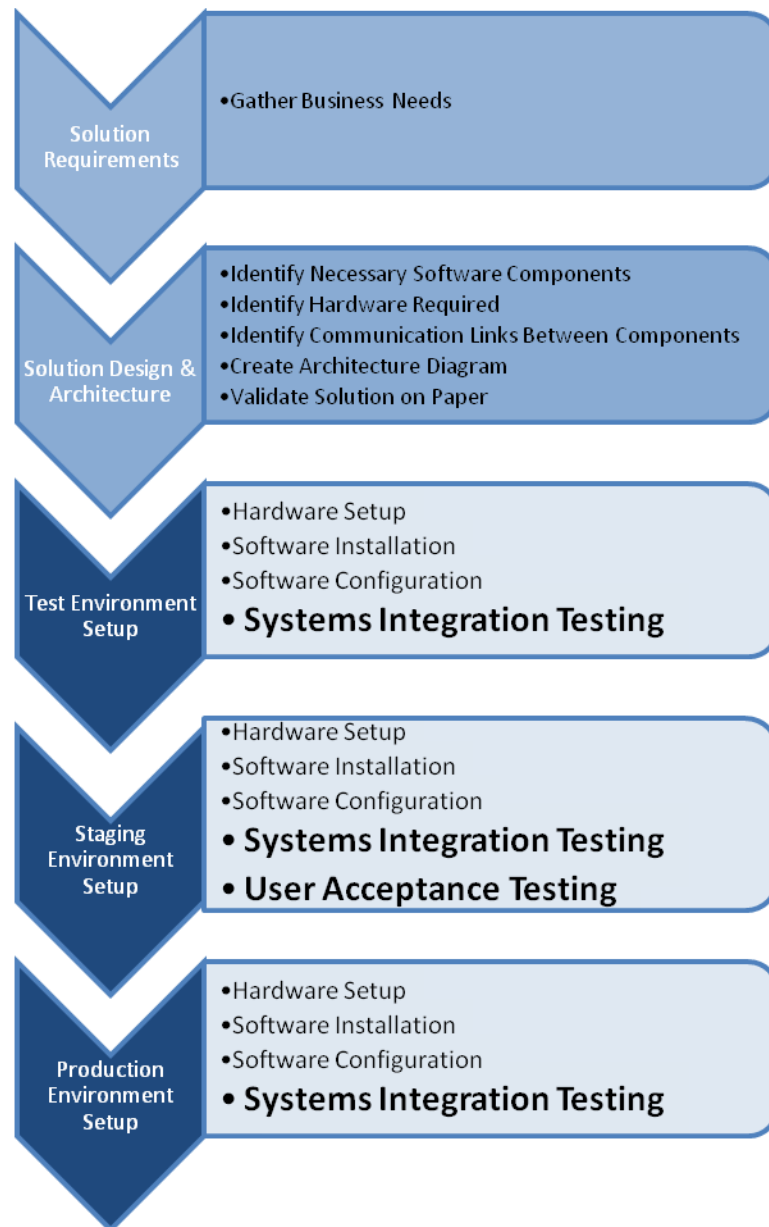 Solution
Requirements
•Gather Business Needs
Solution Design &
Architecture
•Identify Necessary Software Components
•Identify Hardware Required
•Identify Communication Links Between Components
•Create Architecture Diagram
•Validate Solution on Paper
Test Environment
Setup
•Hardware Setup
•Software Installation
•Software Configuration
• Systems Integration Testing
Staging
Environment
Setup
•Hardware Setup
•Software Installation
•Software Configuration
• Systems Integration Testing
• User Acceptance Testing
Production
Environment
Setup
•Hardware Setup
•Software Installation
•Software Configuration
• Systems Integration Testing